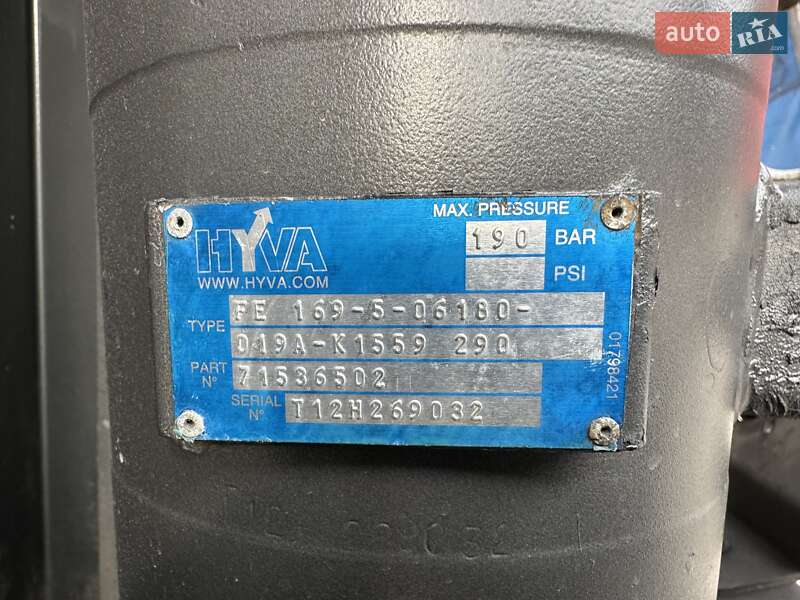 auto RIA
HYVA
WWW.HYVA.COM
MAX. PRESSURE
190 BAR
PSI
TYPE FE 169-5-06180-
019A-K1559 290
PART N° 71536502
SERIAL N° T12H269032
01798421